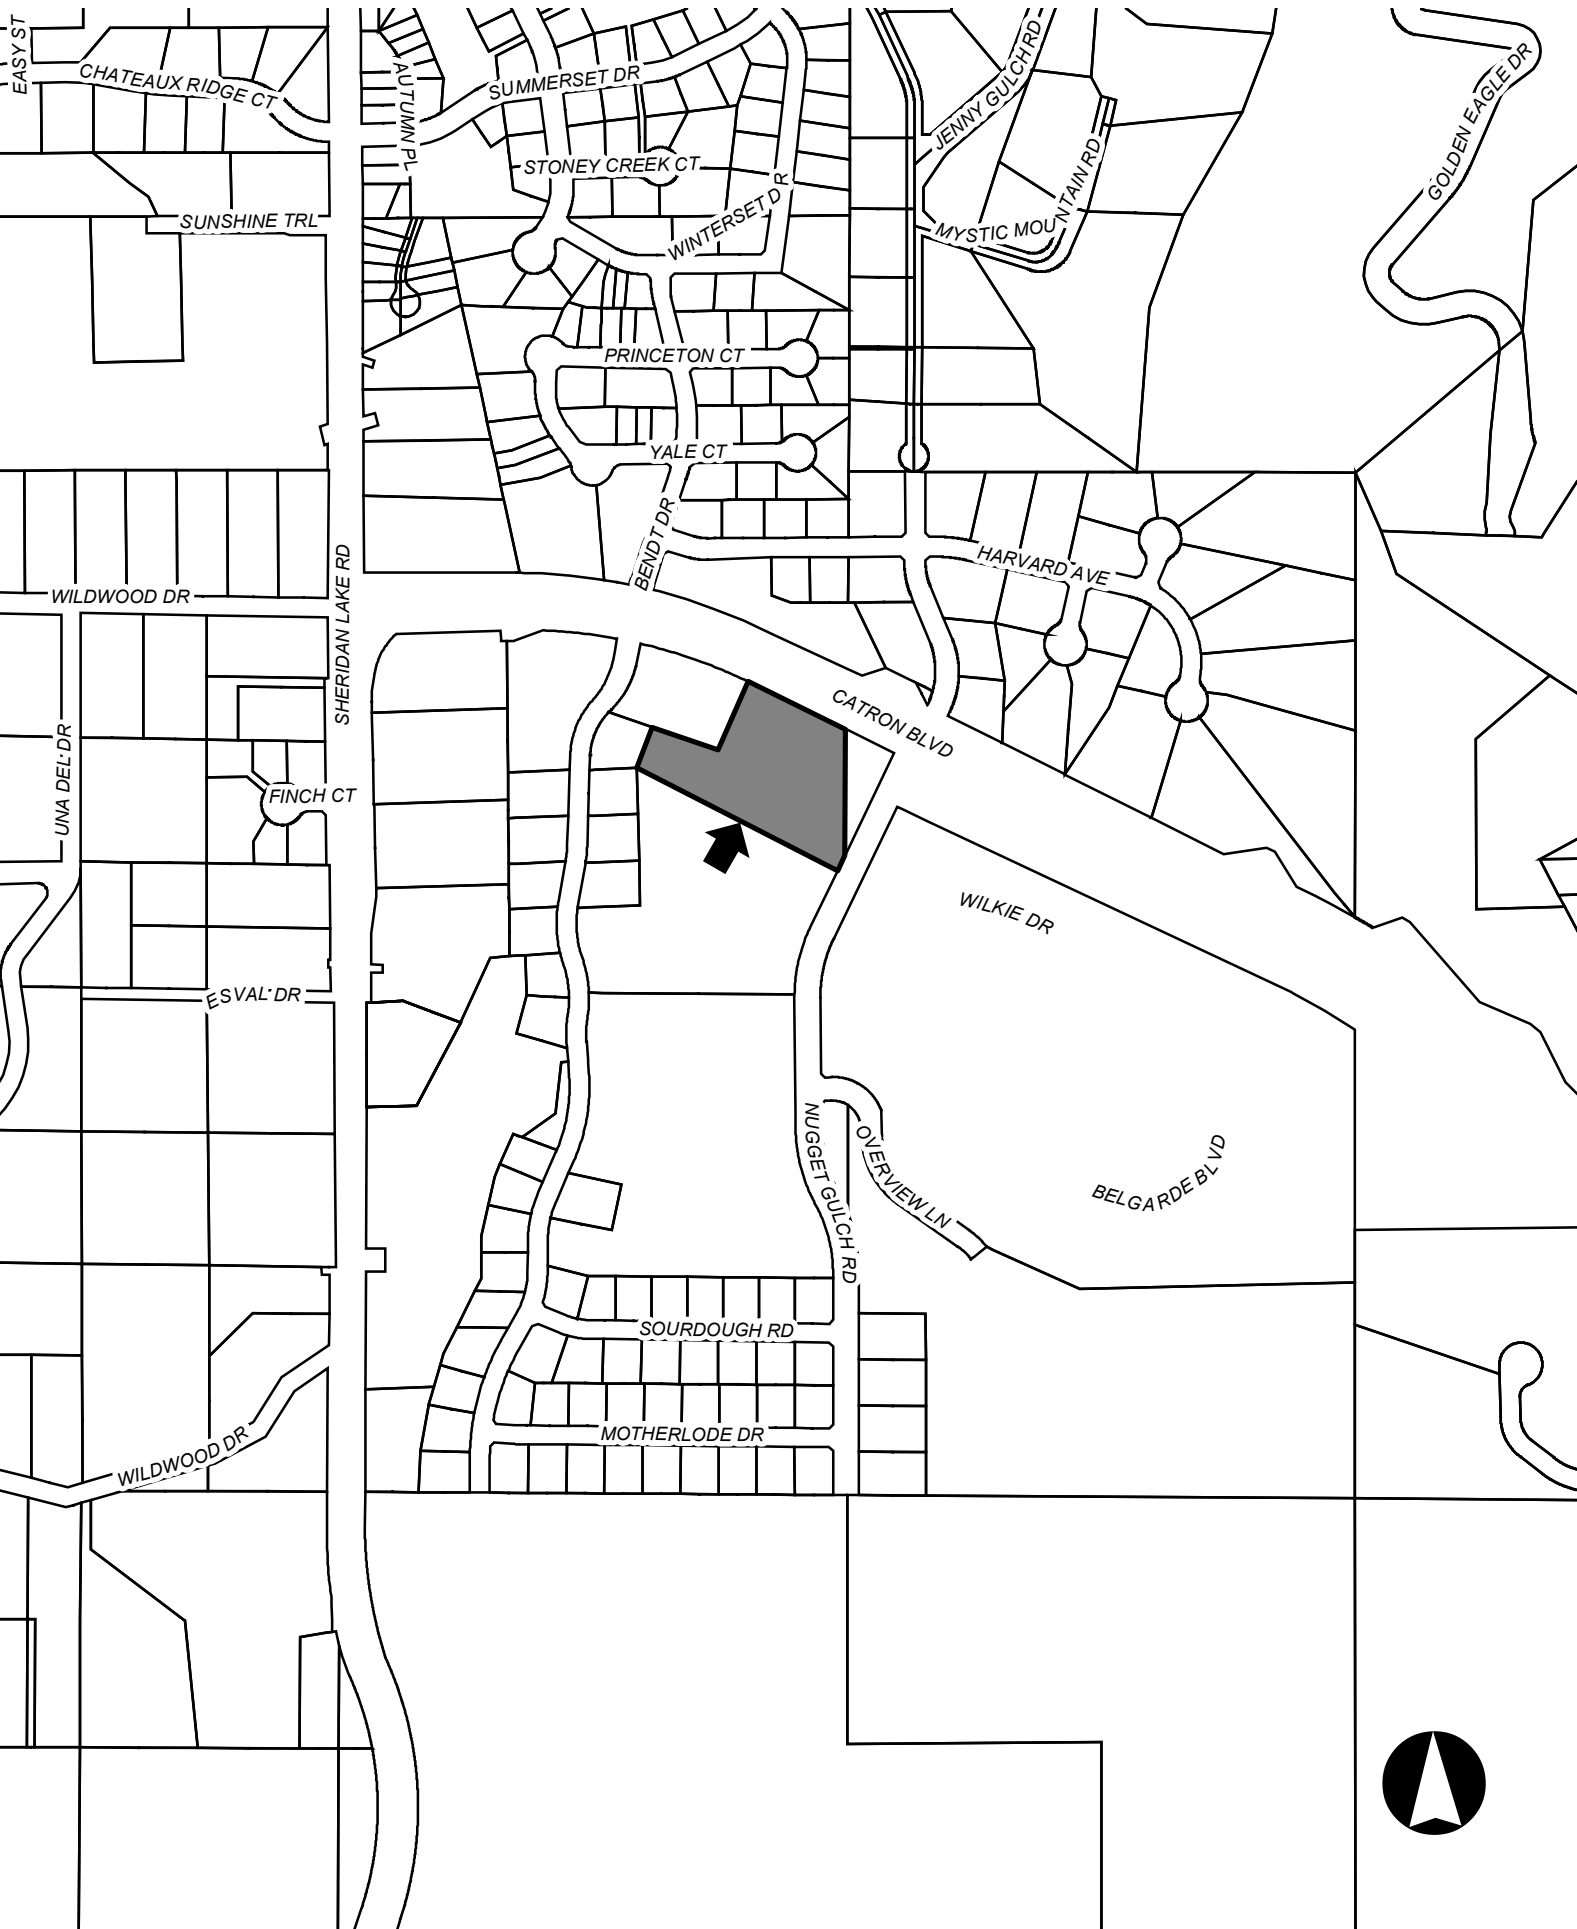 EASY ST
CHATEAUX RIDGE CT
AUTUMN PL
SUMMERSET DR
JENNY GULCH RD
GOLDEN EAGLE DR
STONEY CREEK CT
WINTERSET DR
MYSTIC MOUNTAIN RD
SUNSHINE TRL
PRINCETON CT
YALE CT
BENDT DR
HARVARD AVE
WILDWOOD DR
SHERIDAN LAKE RD
CATRON BLVD
UNA DEL DR
FINCH CT
WILKIE DR
ESVAL DR
NUGGET GULCH RD
OVERVIEW LN
BELGARDE BLVD
SOURDOUGH RD
MOTHERLODE DR
WILDWOOD DR